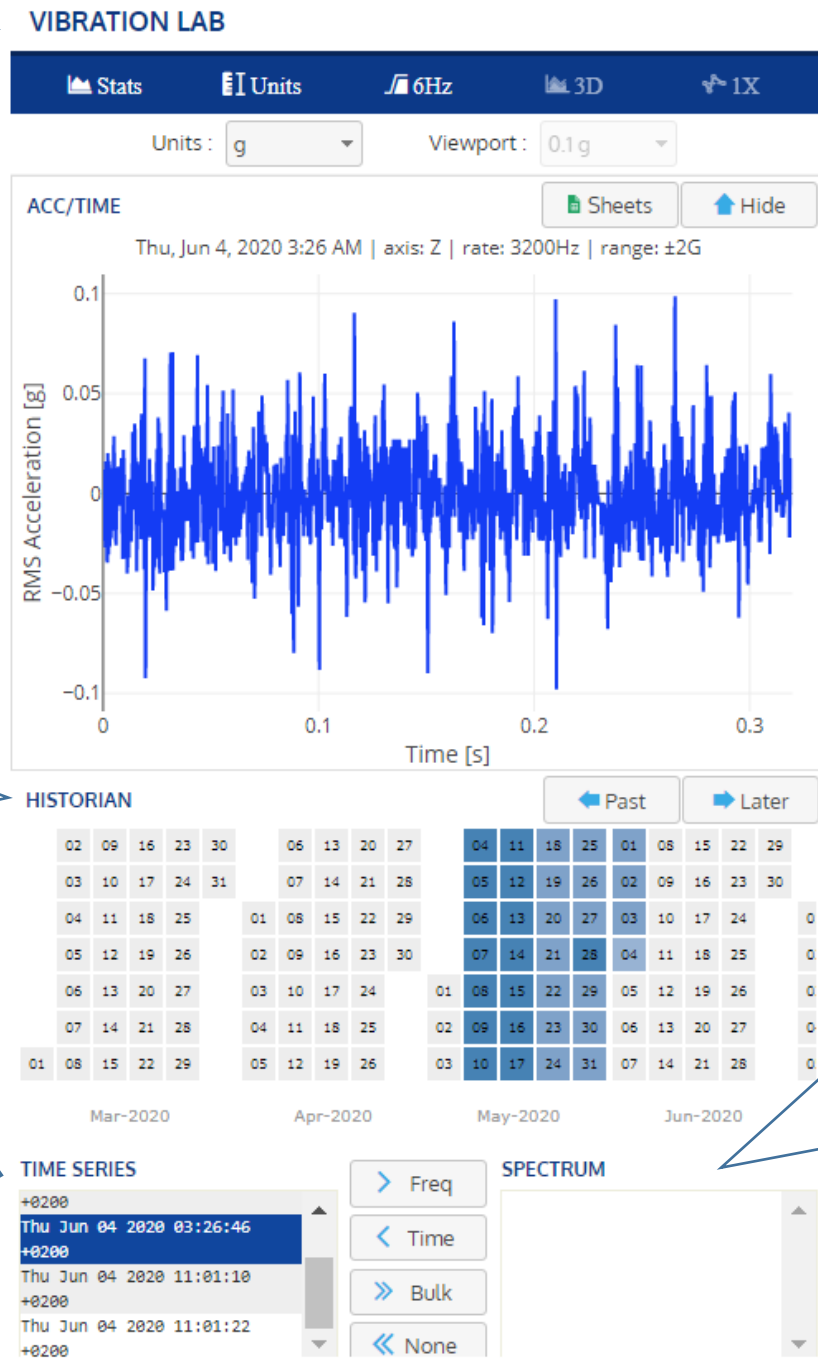 VIBRATION LAB
Stats Units 6Hz 3D 1X
Units : g Viewport : 0.1 g
ACC/TIME Sheets Hide
Thu, Jun 4, 2020 3:26 AM | axis: Z | rate: 3200Hz | range: ±2G
RMS Acceleration [g]
0.1
0.05
0
−0.05
−0.1
0 0.1 0.2 0.3
Time [s]
HISTORIAN Past Later
02 09 16 23 30 06 13 20 27 04 11 18 25 01 08 15 22 29
03 10 17 24 31 07 14 21 28 05 12 19 26 02 09 16 23 30
04 11 18 25 01 08 15 22 29 06 13 20 27 03 10 17 24
05 12 19 26 02 09 16 23 30 07 14 21 28 04 11 18 25
06 13 20 27 03 10 17 24 01 08 15 22 29 05 12 19 26
07 14 21 28 04 11 18 25 02 09 16 23 30 06 13 20 27
01 08 15 22 29 05 12 19 26 03 10 17 24 31 07 14 21 28
Mar-2020 Apr-2020 May-2020 Jun-2020
TIME SERIES
+0200
Thu Jun 04 2020 03:26:46
+0200
Thu Jun 04 2020 11:01:10
+0200
Thu Jun 04 2020 11:01:22
+0200
Freq
Time
Bulk
None
SPECTRUM